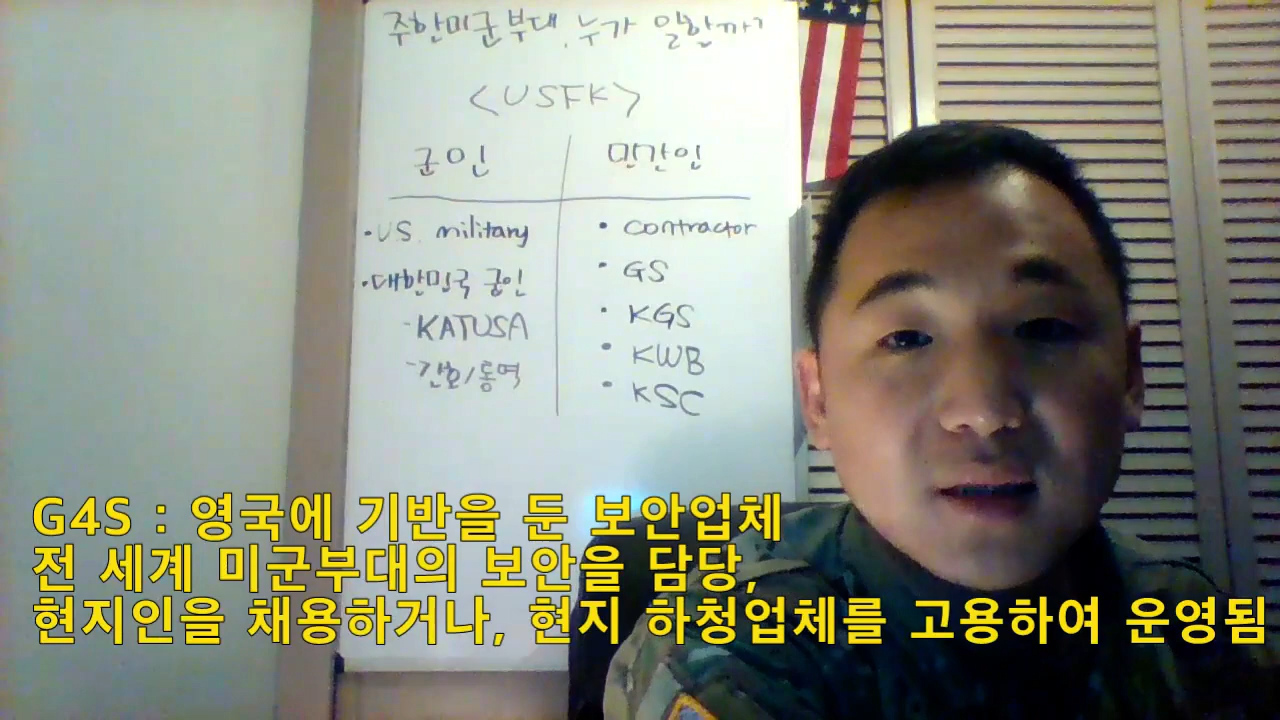 주한미군부대, 누가 일할까?
<USFK>
군인
민간인
• U.S. military
• 대한민국 군인
- KATUSA
- 간호/통역
• contractor
• GS
• KGS
• KWB
• KSC
G4S : 영국에 기반을 둔 보안업체
전 세계 미군부대의 보안을 담당,
현지인을 채용하거나, 현지 하청업체를 고용하여 운영됨